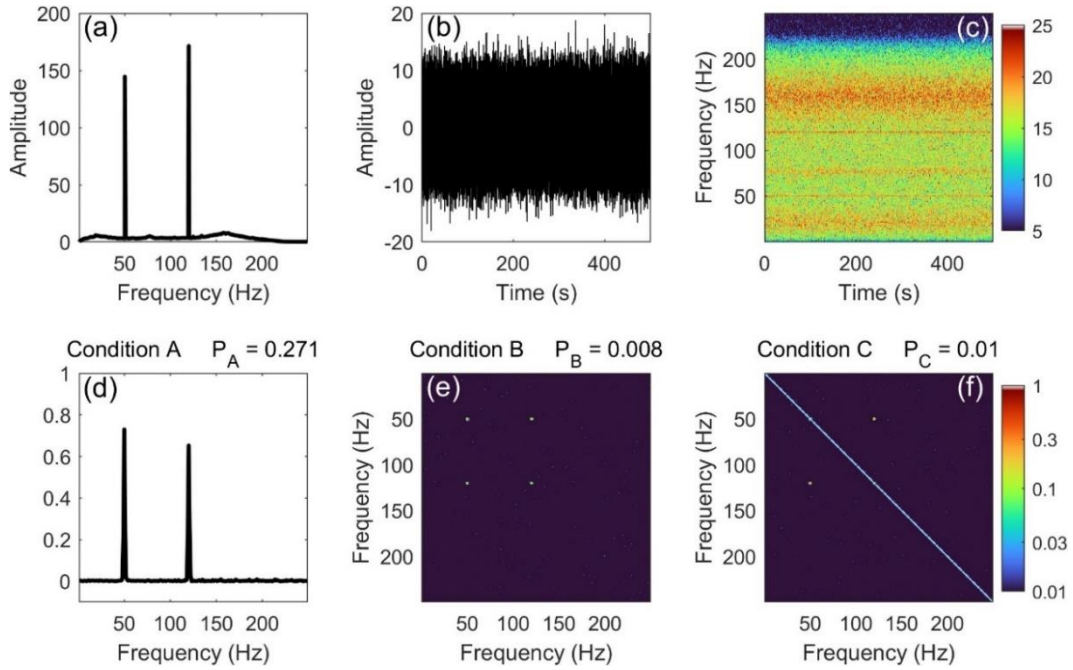 (a)
200
150
100
50
0
Amplitude
50 100 150 200
Frequency (Hz)
(b)
20
10
0
-10
-20
Amplitude
0 200 400
Time (s)
(c)
200
150
100
50
Frequency (Hz)
0 200 400
Time (s)
25
20
15
10
5
Condition A P_A = 0.271
(d)
1
0.8
0.6
0.4
0.2
0
50 100 150 200
Frequency (Hz)
Condition B P_B = 0.008
(e)
50
100
150
200
Frequency (Hz)
50 100 150 200
Frequency (Hz)
Condition C P_C = 0.01
(f)
50
100
150
200
Frequency (Hz)
50 100 150 200
Frequency (Hz)
1
0.3
0.1
0.03
0.01